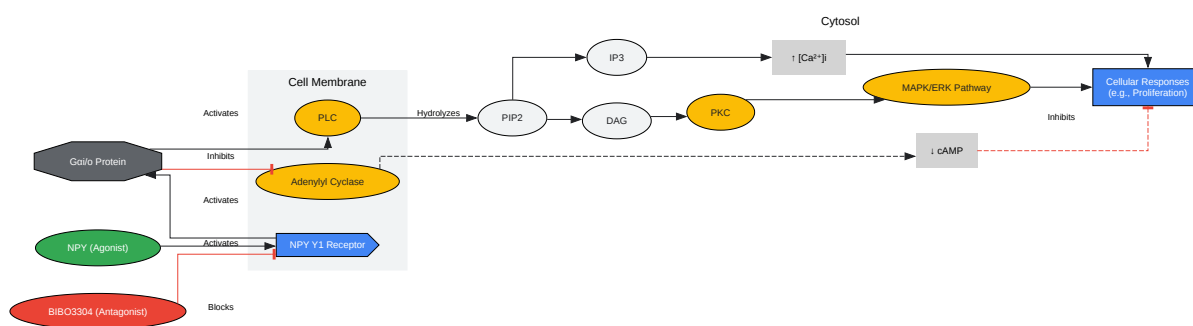 Cytosol
Cell Membrane
IP3
↑ [Ca²⁺]i
Cellular Responses
(e.g., Proliferation)
MAPK/ERK Pathway
Activates
PLC
Hydrolyzes
PIP2
DAG
PKC
Inhibits
Gαi/o Protein
Inhibits
↓ cAMP
Adenylyl Cyclase
Activates
NPY (Agonist)
Activates
NPY Y1 Receptor
BIBO3304 (Antagonist)
Blocks